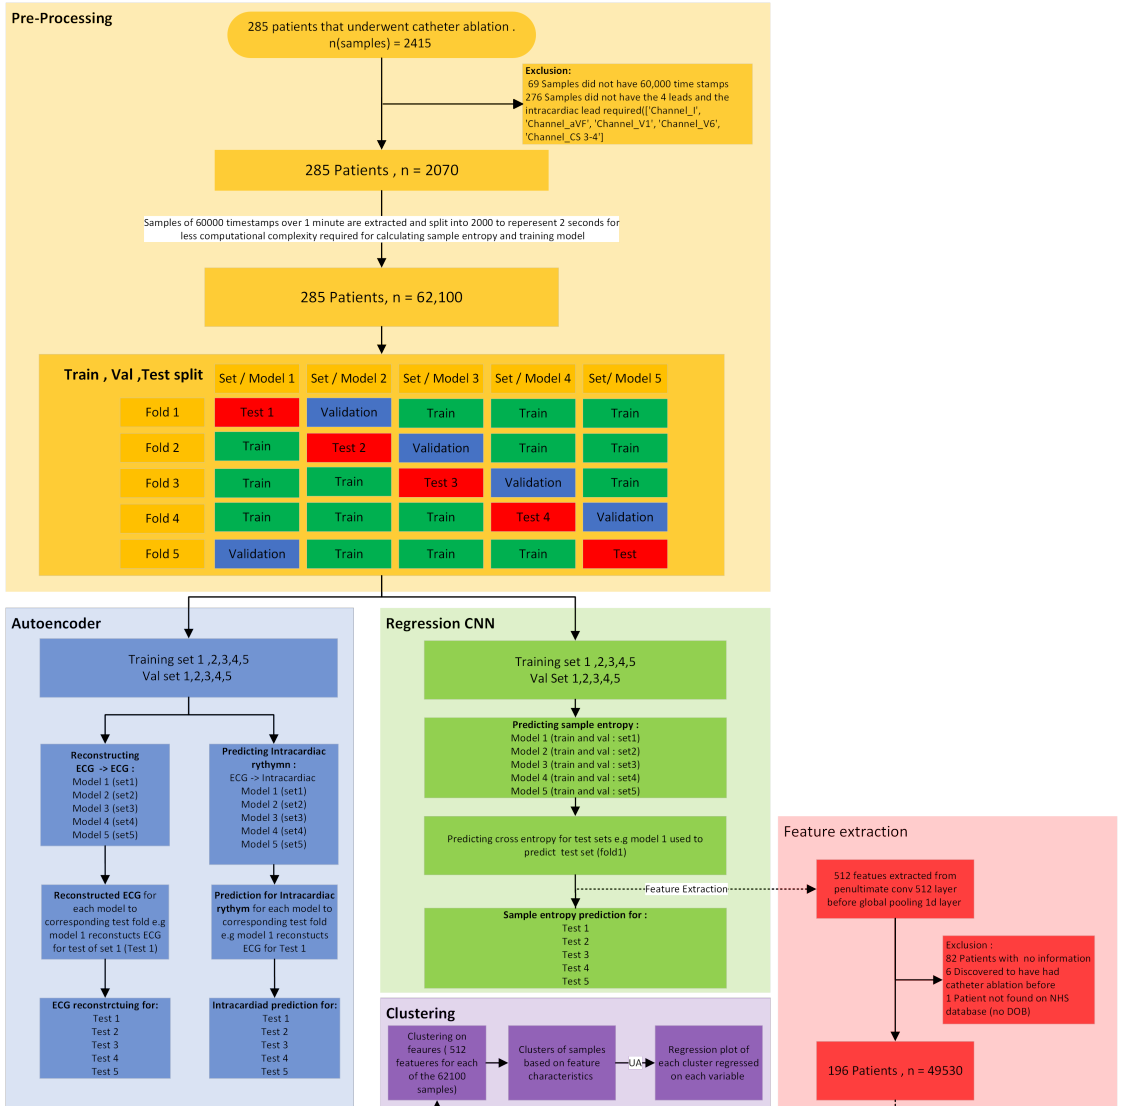 Pre-Processing
285 patients that underwent catheter ablation .
n(samples) = 2415
Exclusion:
69 Samples did not have 60,000 time stamps
276 Samples did not have the 4 leads and the
intracardiac lead required(['Channel_I',
'Channel_aVF', 'Channel_V1', 'Channel_V6',
'Channel_CS 3-4']
285 Patients , n = 2070
Samples of 60000 timestamps over 1 minute are extracted and split into 2000 to reperesent 2 seconds for
less computational complexity required for calculating sample entropy and training model
285 Patients, n = 62,100
Train , Val ,Test split
Set / Model 1
Set / Model 2
Set / Model 3
Set / Model 4
Set/ Model 5
Fold 1
Test 1
Validation
Train
Train
Train
Fold 2
Train
Test 2
Validation
Train
Train
Fold 3
Train
Train
Test 3
Validation
Train
Fold 4
Train
Train
Train
Test 4
Validation
Fold 5
Validation
Train
Train
Train
Test
Autoencoder
Training set 1 ,2,3,4,5
Val set 1,2,3,4,5
Reconstructing
ECG -> ECG :
Model 1 (set1)
Model 2 (set2)
Model 3 (set3)
Model 4 (set4)
Model 5 (set5)
Predicting Intracardiac
rythymn :
ECG -> Intracardiac
Model 1 (set1)
Model 2 (set2)
Model 3 (set3)
Model 4 (set4)
Model 5 (set5)
Reconstructed ECG for
each model to
corresponding test fold e.g
model 1 reconstucts ECG
for test of set 1 (Test 1)
Prediction for Intracardiac
rythym for each model to
corresponding test fold
e.g model 1 reconstucts
ECG for Test 1
ECG reconstrctuing for:
Test 1
Test 2
Test 3
Test 4
Test 5
Intracardiad prediction for:
Test 1
Test 2
Test 3
Test 4
Test 5
Regression CNN
Training set 1 ,2,3,4,5
Val Set 1,2,3,4,5
Predicting sample entropy :
Model 1 (train and val : set1)
Model 2 (train and val : set2)
Model 3 (train and val : set3)
Model 4 (train and val : set4)
Model 5 (train and val : set5)
Predicting cross entropy for test sets e.g model 1 used to
predict test set (fold1)
Feature Extraction
Sample entropy prediction for :
Test 1
Test 2
Test 3
Test 4
Test 5
Feature extraction
512 featues extracted from
penultimate conv 512 layer
before global pooling 1d layer
Exclusion :
82 Patients with no information
6 Discovered to have had
catheter ablation before
1 Patient not found on NHS
database (no DOB)
196 Patients , n = 49530
Clustering
Clustering on
feaures ( 512
featueres for each
of the 62100
samples)
Clusters of samples
based on feature
characteristics
UA
Regression plot of
each cluster regressed
on each variable